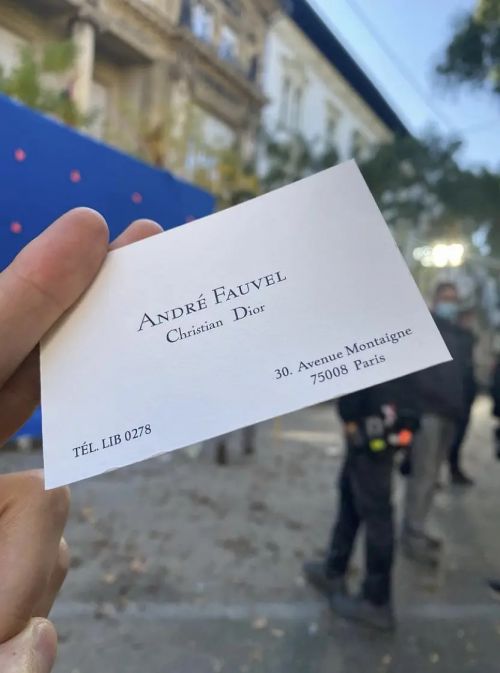 ANDRÉ FAUVEL
Christian Dior
30. Avenue Montaigne
75008 Paris
TÉL. LIB 0278